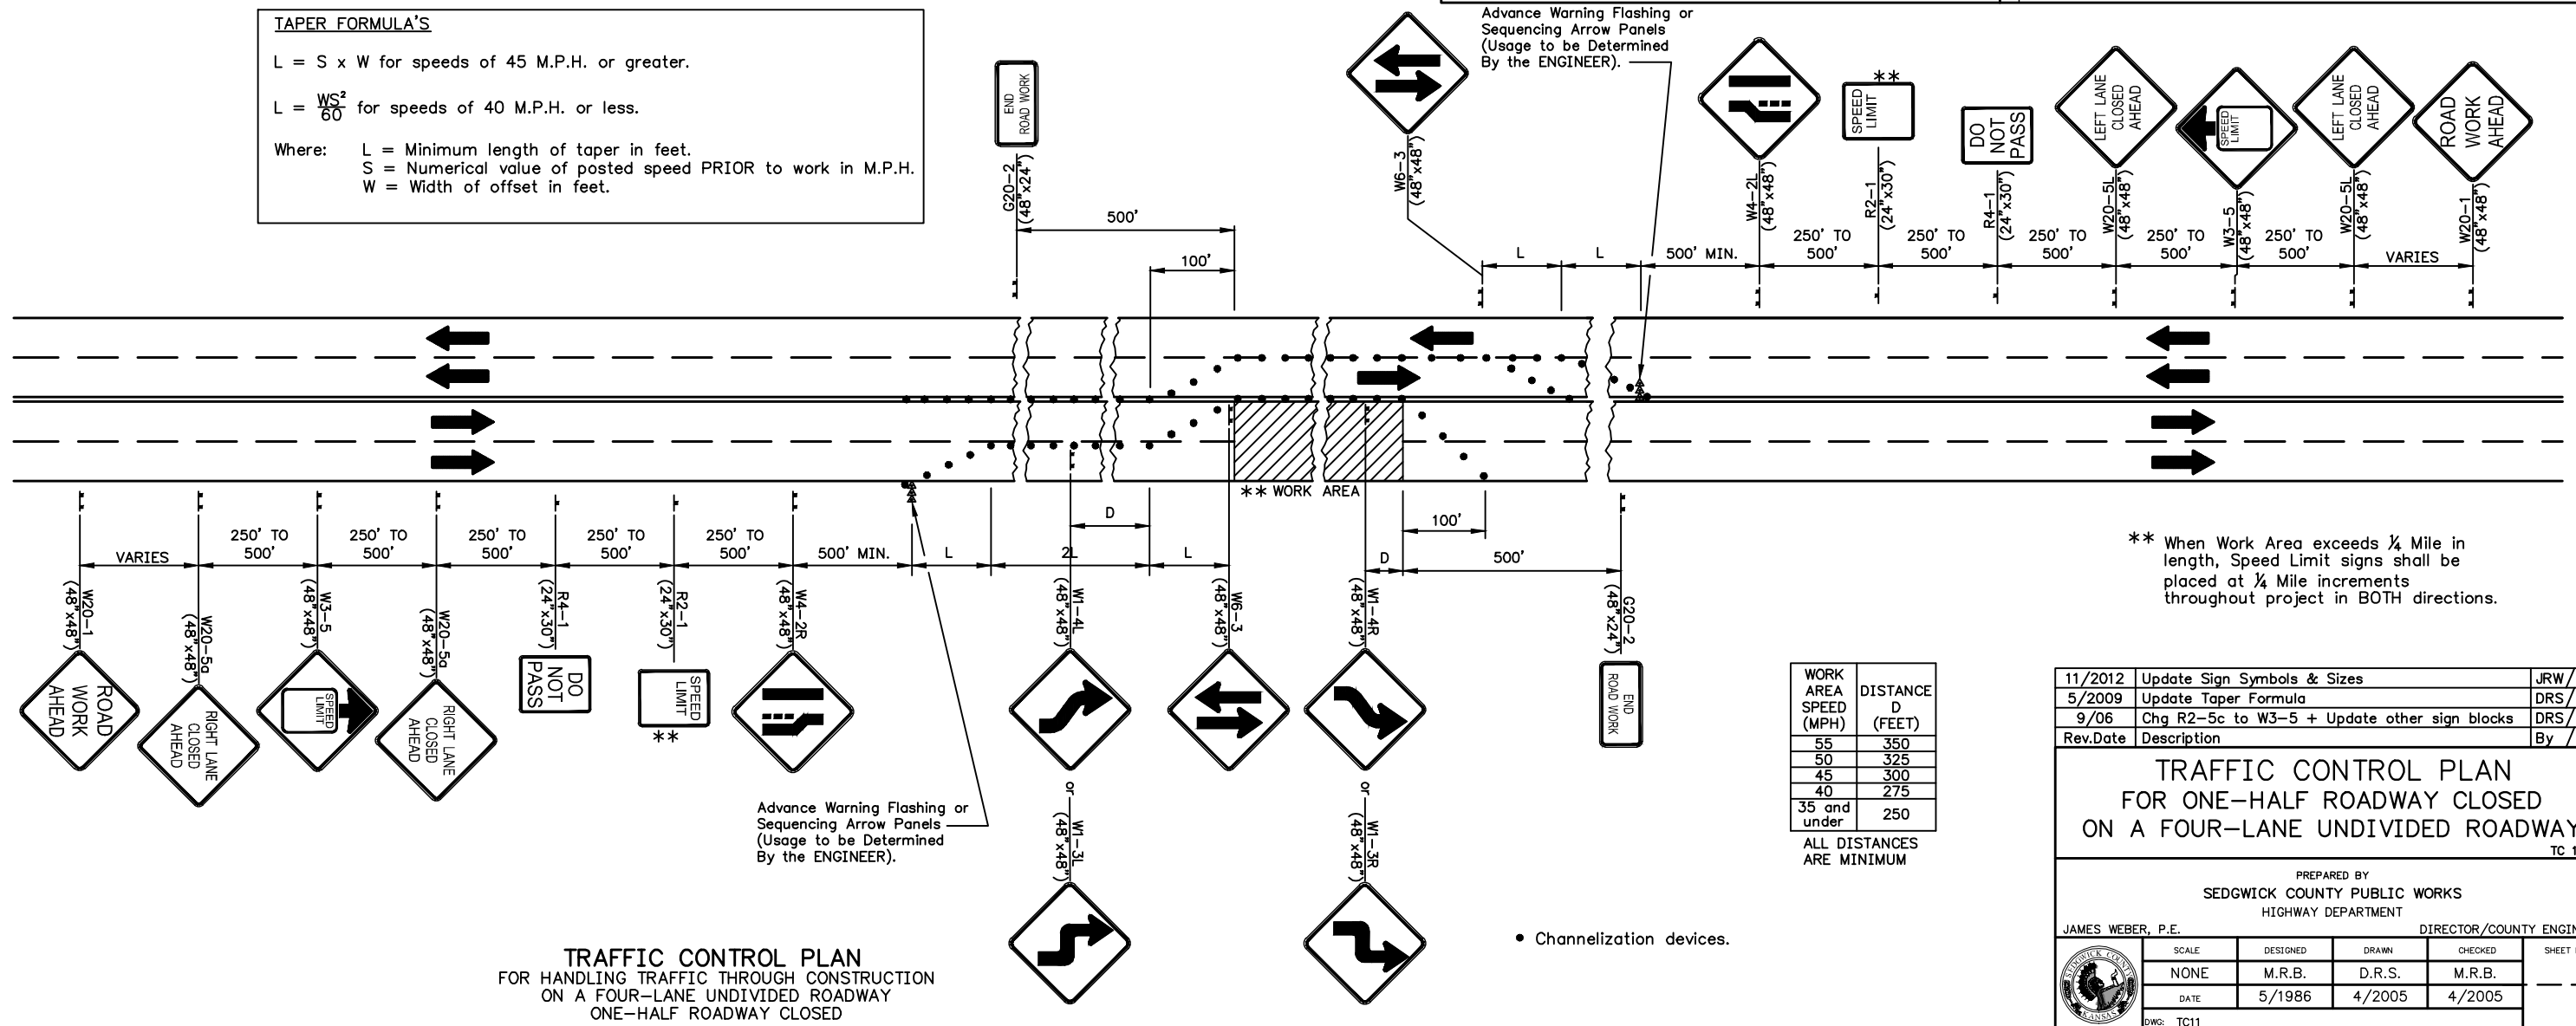 TAPER FORMULA'S
L = S x W for speeds of 45 M.P.H. or greater.
L = WS²/60 for speeds of 40 M.P.H. or less.
Where: L = Minimum length of taper in feet.
S = Numerical value of posted speed PRIOR to work in M.P.H.
W = Width of offset in feet.
END
ROAD WORK
G20-2
(48"x24")
500'
100'
W6-3
(48"x48")
Advance Warning Flashing or
Sequencing Arrow Panels
(Usage to be Determined
By the ENGINEER).
W4-2L
(48"x48")
**
SPEED
LIMIT
R2-1
(24"x30")
DO
NOT
PASS
R4-1
(24"x30")
LEFT LANE
CLOSED
AHEAD
W20-5L
(48"x48")
SPEED
LIMIT
W3-5
(48"x48")
LEFT LANE
CLOSED
AHEAD
W20-5L
(48"x48")
ROAD
WORK
AHEAD
W20-1
(48"x48")
L
L
500' MIN.
250' TO
500'
250' TO
500'
250' TO
500'
250' TO
500'
250' TO
500'
VARIES
** WORK AREA
VARIES
250' TO
500'
250' TO
500'
250' TO
500'
250' TO
500'
250' TO
500'
500' MIN.
L
2L
L
D
D
100'
500'
W20-1
(48"x48")
ROAD
WORK
AHEAD
W20-5a
(48"x48")
RIGHT LANE
CLOSED
AHEAD
W3-5
(48"x48")
SPEED
LIMIT
W20-5a
(48"x48")
RIGHT LANE
CLOSED
AHEAD
R4-1
(24"x30")
DO
NOT
PASS
R2-1
(24"x30")
SPEED
LIMIT
**
W4-2R
(48"x48")
Advance Warning Flashing or
Sequencing Arrow Panels
(Usage to be Determined
By the ENGINEER).
W1-4L
(48"x48")
or
W1-3L
(48"x48")
W6-3
(48"x48")
W1-4R
(48"x48")
or
W1-3R
(48"x48")
G20-2
(48"x24")
END
ROAD WORK
** When Work Area exceeds ¼ Mile in
length, Speed Limit signs shall be
placed at ¼ Mile increments
throughout project in BOTH directions.
WORK
AREA
SPEED
(MPH)
DISTANCE
D
(FEET)
55 350
50 325
45 300
40 275
35 and
under
250
ALL DISTANCES
ARE MINIMUM
• Channelization devices.
TRAFFIC CONTROL PLAN
FOR HANDLING TRAFFIC THROUGH CONSTRUCTION
ON A FOUR-LANE UNDIVIDED ROADWAY
ONE-HALF ROADWAY CLOSED
11/2012 Update Sign Symbols & Sizes JRW/
5/2009 Update Taper Formula DRS/
9/06 Chg R2-5c to W3-5 + Update other sign blocks DRS/
Rev.Date Description By /
TRAFFIC CONTROL PLAN
FOR ONE-HALF ROADWAY CLOSED
ON A FOUR-LANE UNDIVIDED ROADWAY
TC 1
PREPARED BY
SEDGWICK COUNTY PUBLIC WORKS
HIGHWAY DEPARTMENT
JAMES WEBER, P.E. DIRECTOR/COUNTY ENGIN
SEDGWICK COUNTY
KANSAS
SCALE DESIGNED DRAWN CHECKED SHEET
NONE M.R.B. D.R.S. M.R.B.
DATE 5/1986 4/2005 4/2005
DWG: TC11